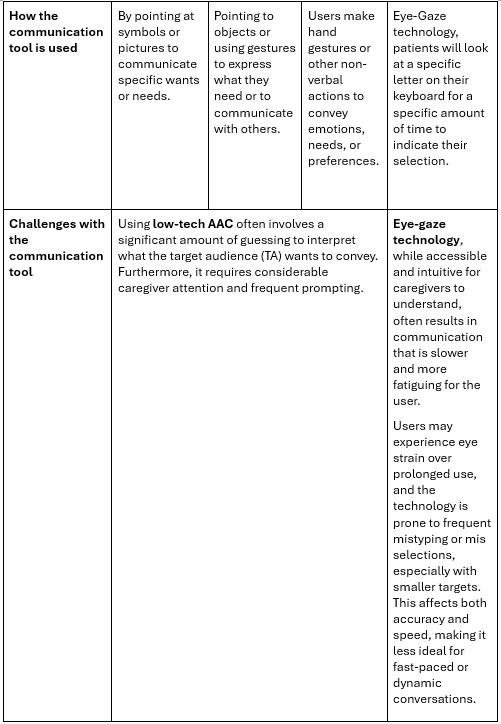 How the
communication
tool is used
By pointing at
symbols or
pictures to
communicate
specific wants
or needs.
Pointing to
objects or
using gestures
to express
what they
need or to
communicate
with others.
Users make
hand
gestures or
other non-
verbal
actions to
convey
emotions,
needs, or
preferences.
Eye-Gaze
technology,
patients will look
at a specific
letter on their
keyboard for a
specific amount
of time to
indicate their
selection.
Challenges with
the
communication
tool
Using low-tech AAC often involves a
significant amount of guessing to interpret
what the target audience (TA) wants to convey.
Furthermore, it requires considerable
caregiver attention and frequent prompting.
Eye-gaze
technology,
while accessible
and intuitive for
caregivers to
understand,
often results in
communication
that is slower
and more
fatiguing for the
user.
Users may
experience eye
strain over
prolonged use,
and the
technology is
prone to frequent
mistyping or mis
selections,
especially with
smaller targets.
This affects both
accuracy and
speed, making it
less ideal for
fast-paced or
dynamic
conversations.